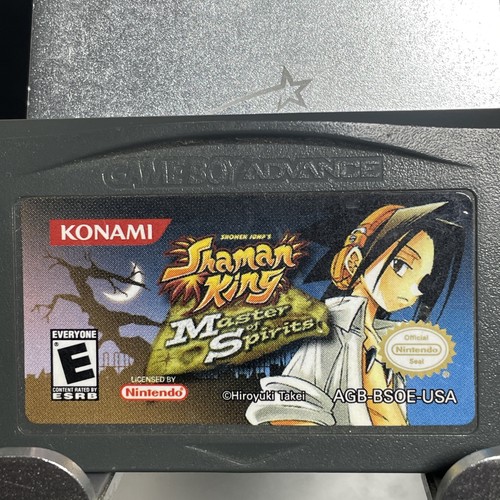 GAME BOY ADVANCE
KONAMI
SHONEN JUMP'S
Shaman
King
Master
of
Spirits
EVERYONE
E
CONTENT RATED BY
ESRB
LICENSED BY
Nintendo
©Hiroyuki Takei
Official
Nintendo
Seal
AGB-BSOE-USA